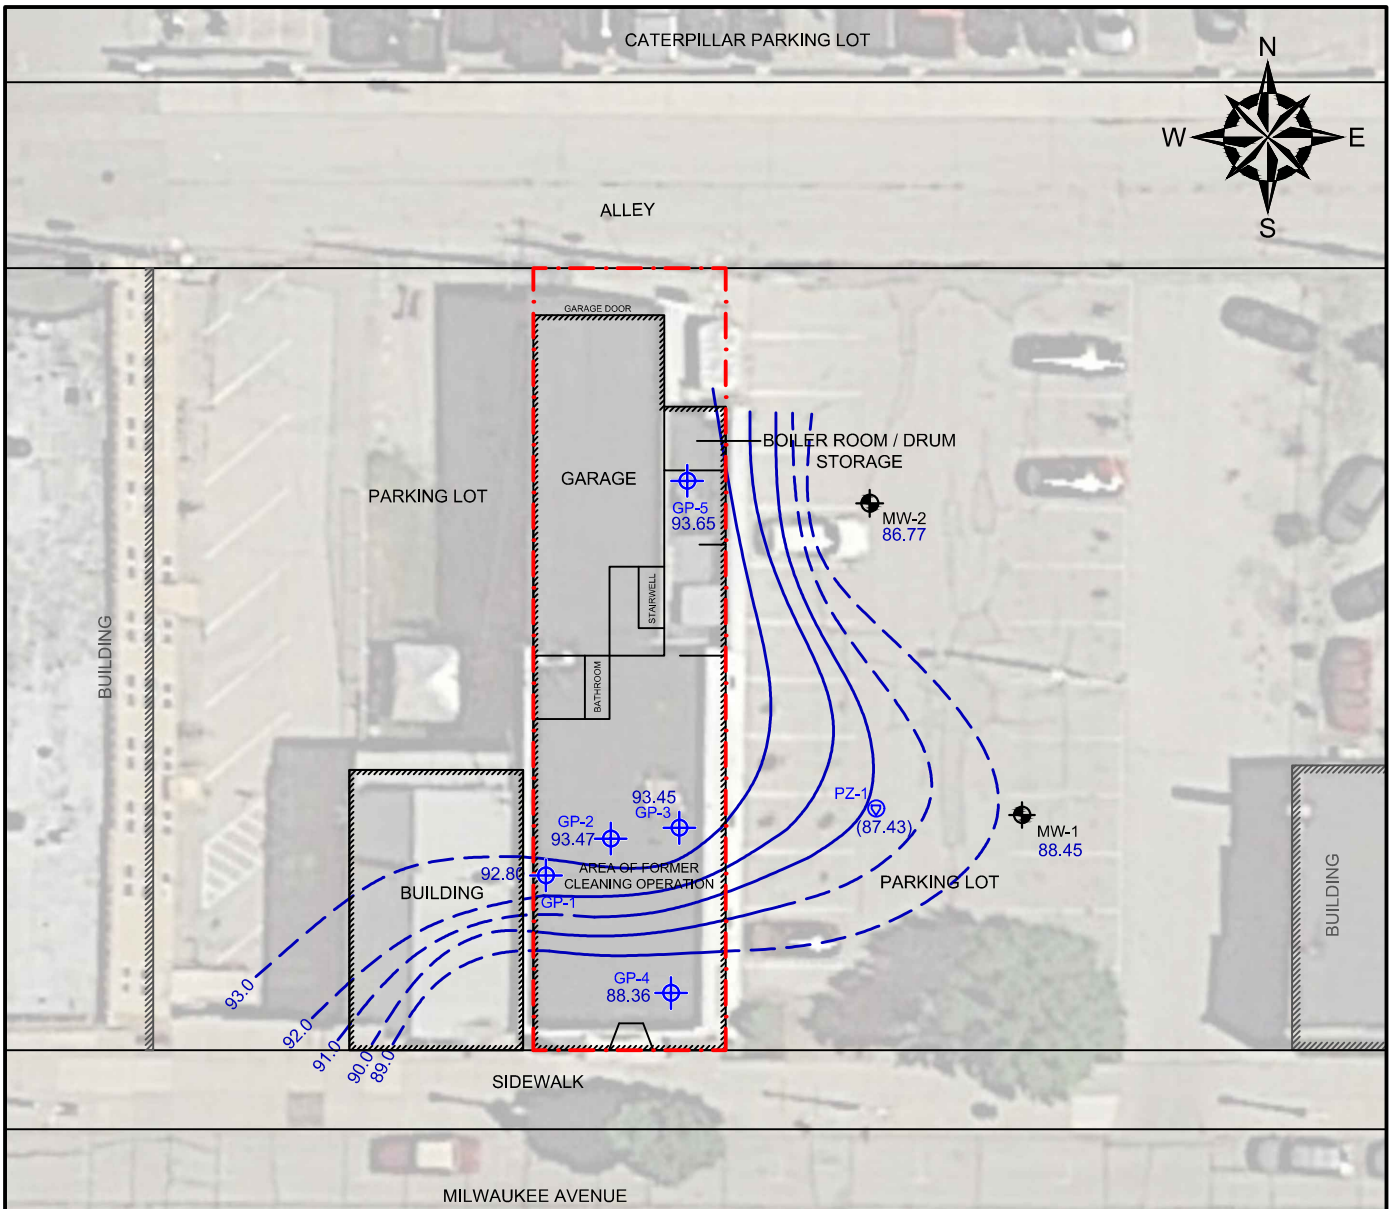 CATERPILLAR PARKING LOT
N
W
E
S
ALLEY
GARAGE DOOR
BOILER ROOM / DRUM
STORAGE
GARAGE
PARKING LOT
GP-5
93.65
MW-2
86.77
STAIRWELL
BUILDING
BATHROOM
93.45
GP-3
GP-2
93.47
PZ-1
(87.43)
MW-1
88.45
92.80
GP-1
AREA OF FORMER
CLEANING OPERATION
BUILDING
PARKING LOT
BUILDING
GP-4
88.36
93.0
92.0
91.0
90.0
89.0
SIDEWALK
MILWAUKEE AVENUE